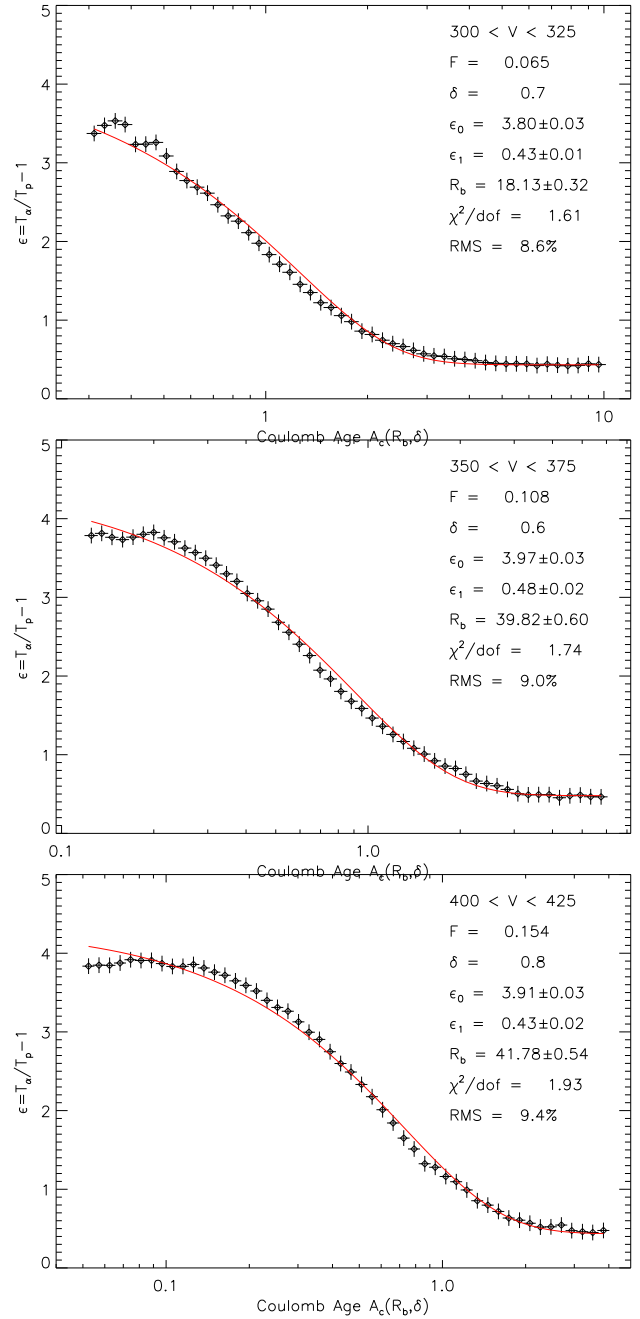 5
4
3
2
1
0
ε=Tα/Tp−1
300 < V < 325
F = 0.065
δ = 0.7
ε0 = 3.80±0.03
ε1 = 0.43±0.01
Rb = 18.13±0.32
χ²/dof = 1.61
RMS = 8.6%
1 10
Coulomb Age Ac(Rb,δ)
5
4
3
2
1
0
ε=Tα/Tp−1
350 < V < 375
F = 0.108
δ = 0.6
ε0 = 3.97±0.03
ε1 = 0.48±0.02
Rb = 39.82±0.60
χ²/dof = 1.74
RMS = 9.0%
0.1 1.0
Coulomb Age Ac(Rb,δ)
5
4
3
2
1
0
ε=Tα/Tp−1
400 < V < 425
F = 0.154
δ = 0.8
ε0 = 3.91±0.03
ε1 = 0.43±0.02
Rb = 41.78±0.54
χ²/dof = 1.93
RMS = 9.4%
0.1 1.0
Coulomb Age Ac(Rb,δ)